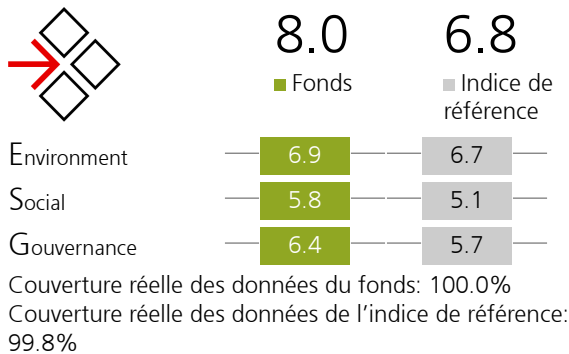 8.0 6.8
Fonds Indice de
référence
Environment 6.9 6.7
Social 5.8 5.1
Gouvernance 6.4 5.7
Couverture réelle des données du fonds: 100.0%
Couverture réelle des données de l’indice de référence:
99.8%